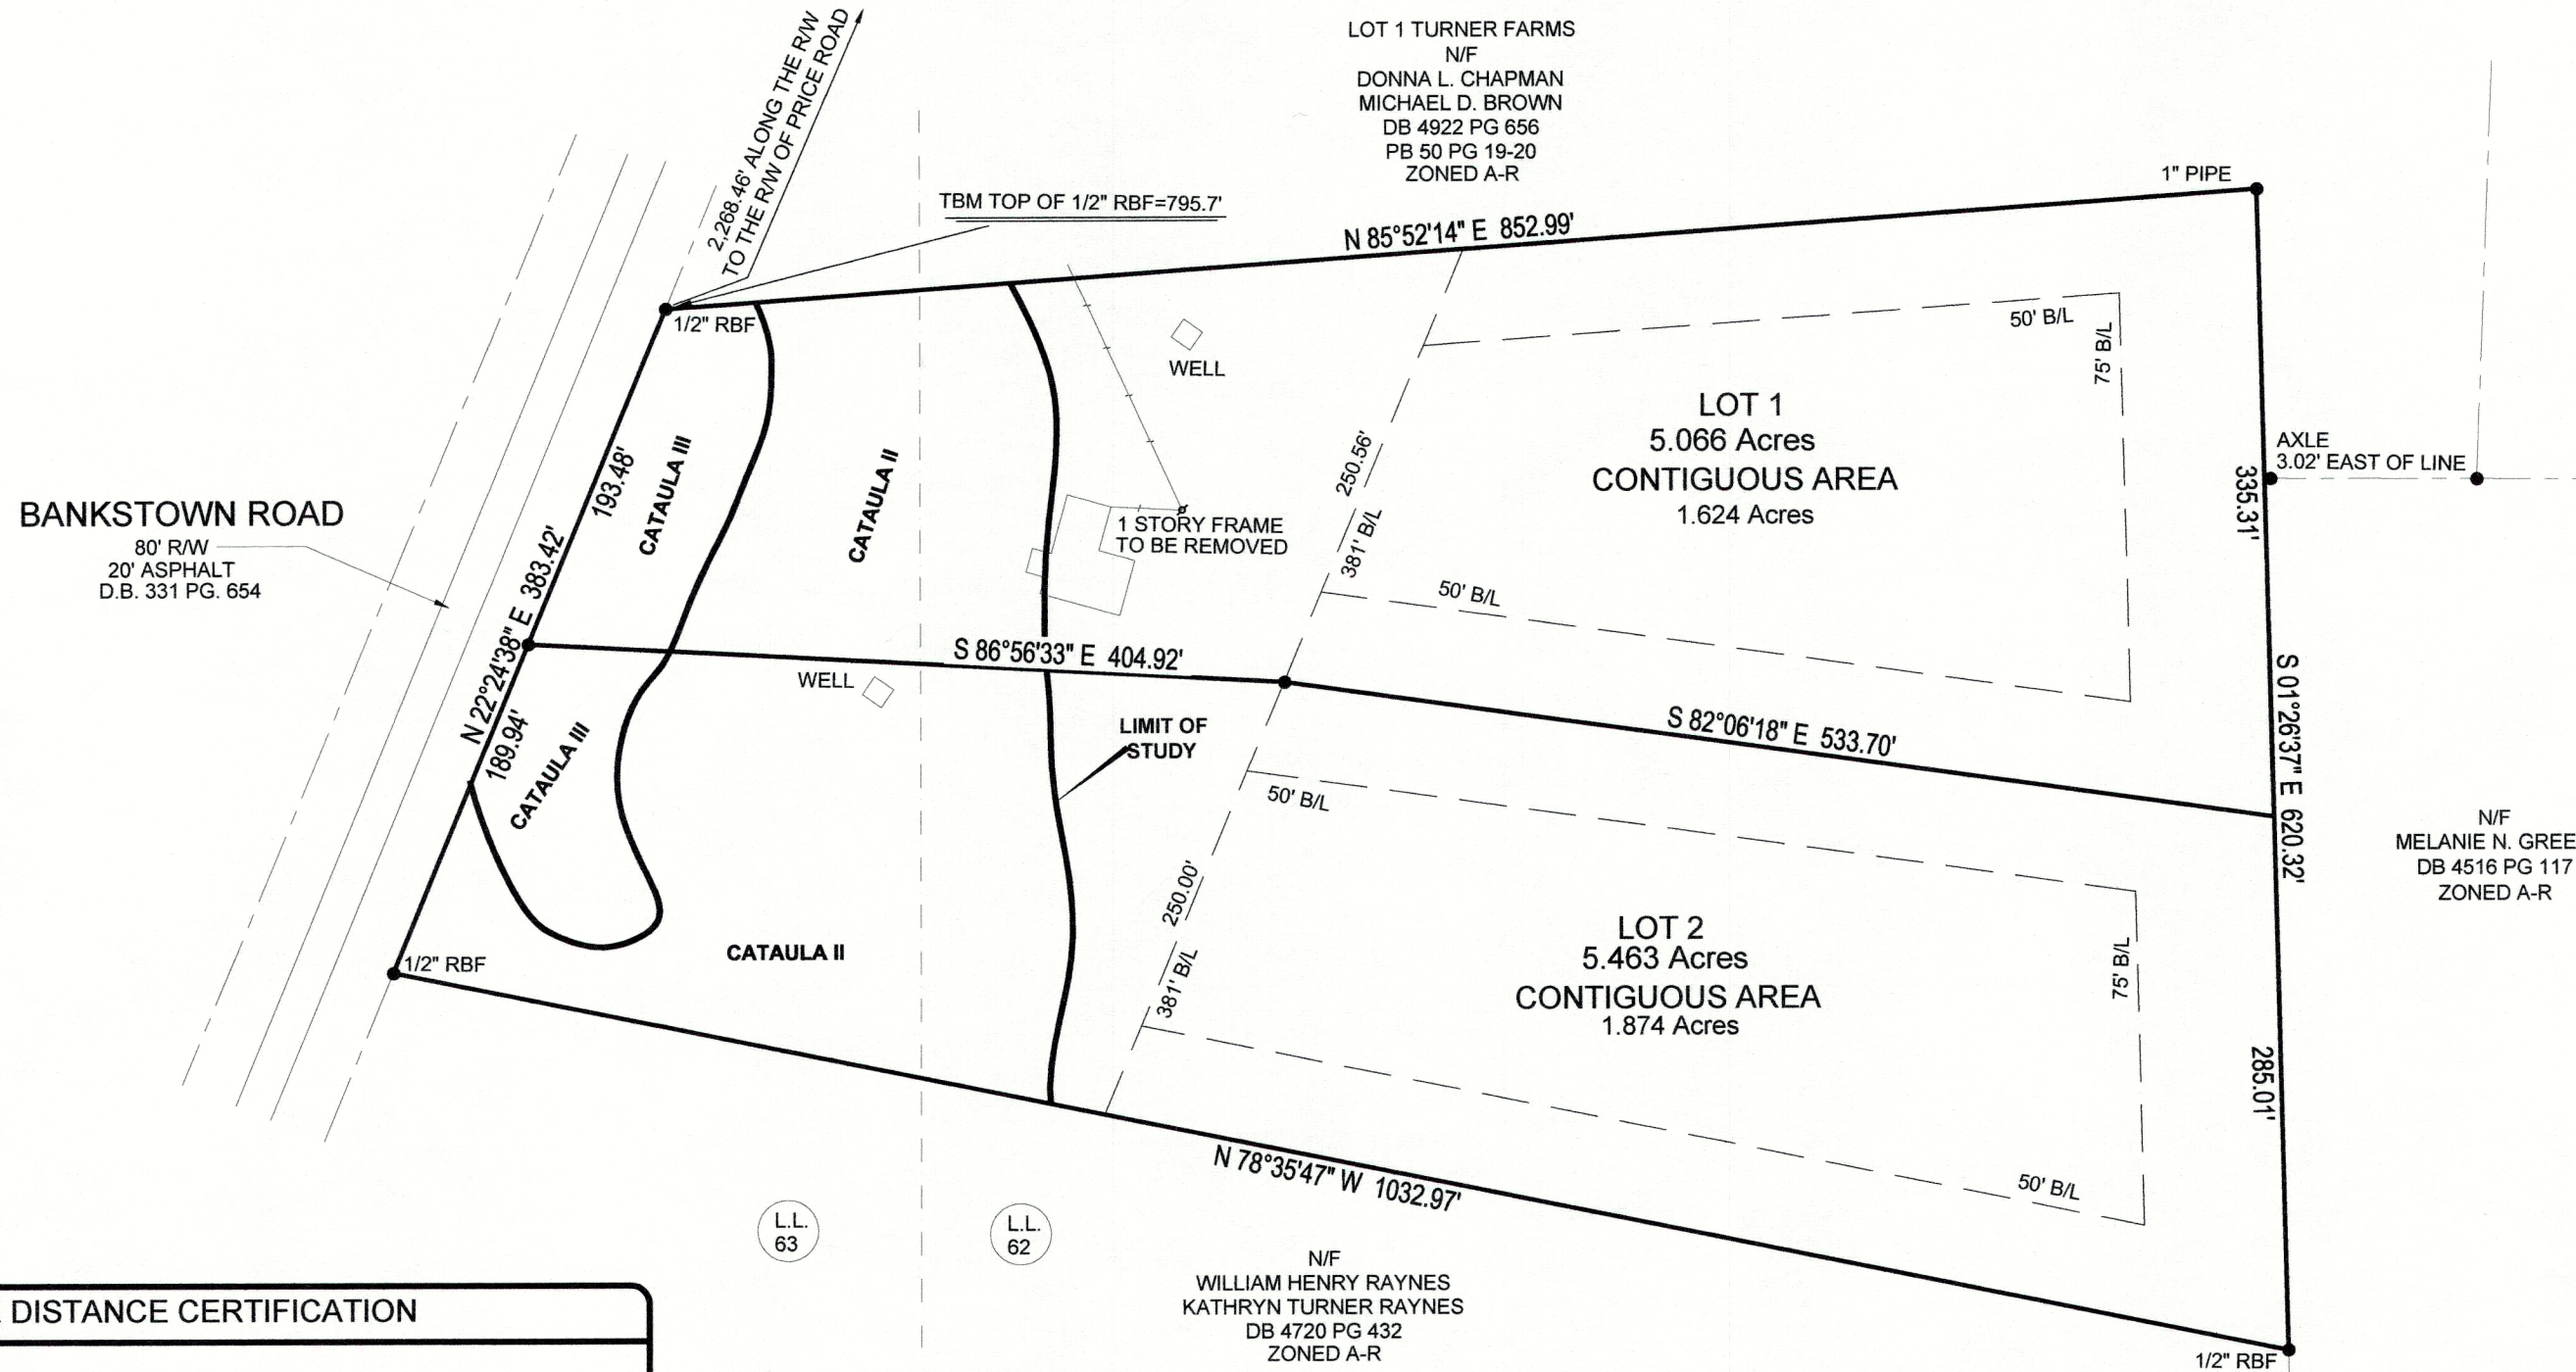 2,268.46' ALONG THE R/W
TO THE R/W OF PRICE ROAD
LOT 1 TURNER FARMS
N/F
DONNA L. CHAPMAN
MICHAEL D. BROWN
DB 4922 PG 656
PB 50 PG 19-20
ZONED A-R
1" PIPE
TBM TOP OF 1/2" RBF=795.7'
N 85°52'14" E 852.99'
1/2" RBF
WELL
50' B/L
75' B/L
LOT 1
5.066 Acres
CONTIGUOUS AREA
1.624 Acres
AXLE
3.02' EAST OF LINE
335.31'
193.48'
CATAULA III
CATAULA II
250.56'
381' B/L
1 STORY FRAME
TO BE REMOVED
50' B/L
BANKSTOWN ROAD
80' R/W
20' ASPHALT
D.B. 331 PG. 654
N 22°24'38" E 383.42'
S 86°56'33" E 404.92'
WELL
189.94'
CATAULA III
LIMIT OF
STUDY
S 82°06'18" E 533.70'
S 01°26'37" E 620.32'
50' B/L
N/F
MELANIE N. GREE
DB 4516 PG 117
ZONED A-R
250.00'
381' B/L
LOT 2
5.463 Acres
CONTIGUOUS AREA
1.874 Acres
75' B/L
1/2" RBF
CATAULA II
285.01'
50' B/L
N 78°35'47" W 1032.97'
L.L.
63
L.L.
62
N/F
WILLIAM HENRY RAYNES
KATHRYN TURNER RAYNES
DB 4720 PG 432
ZONED A-R
1/2" RBF
DISTANCE CERTIFICATION